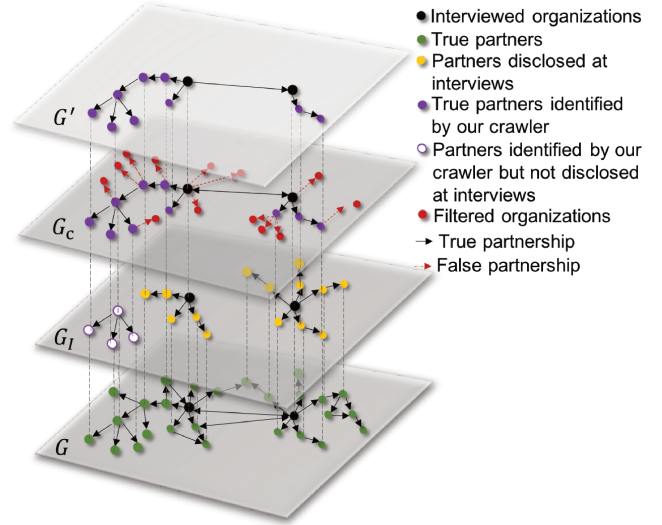 Interviewed organizations
True partners
Partners disclosed at
interviews
True partners identified
by our crawler
Partners identified by our
crawler but not disclosed
at interviews
Filtered organizations
True partnership
False partnership
G′
G_c
G_I
G